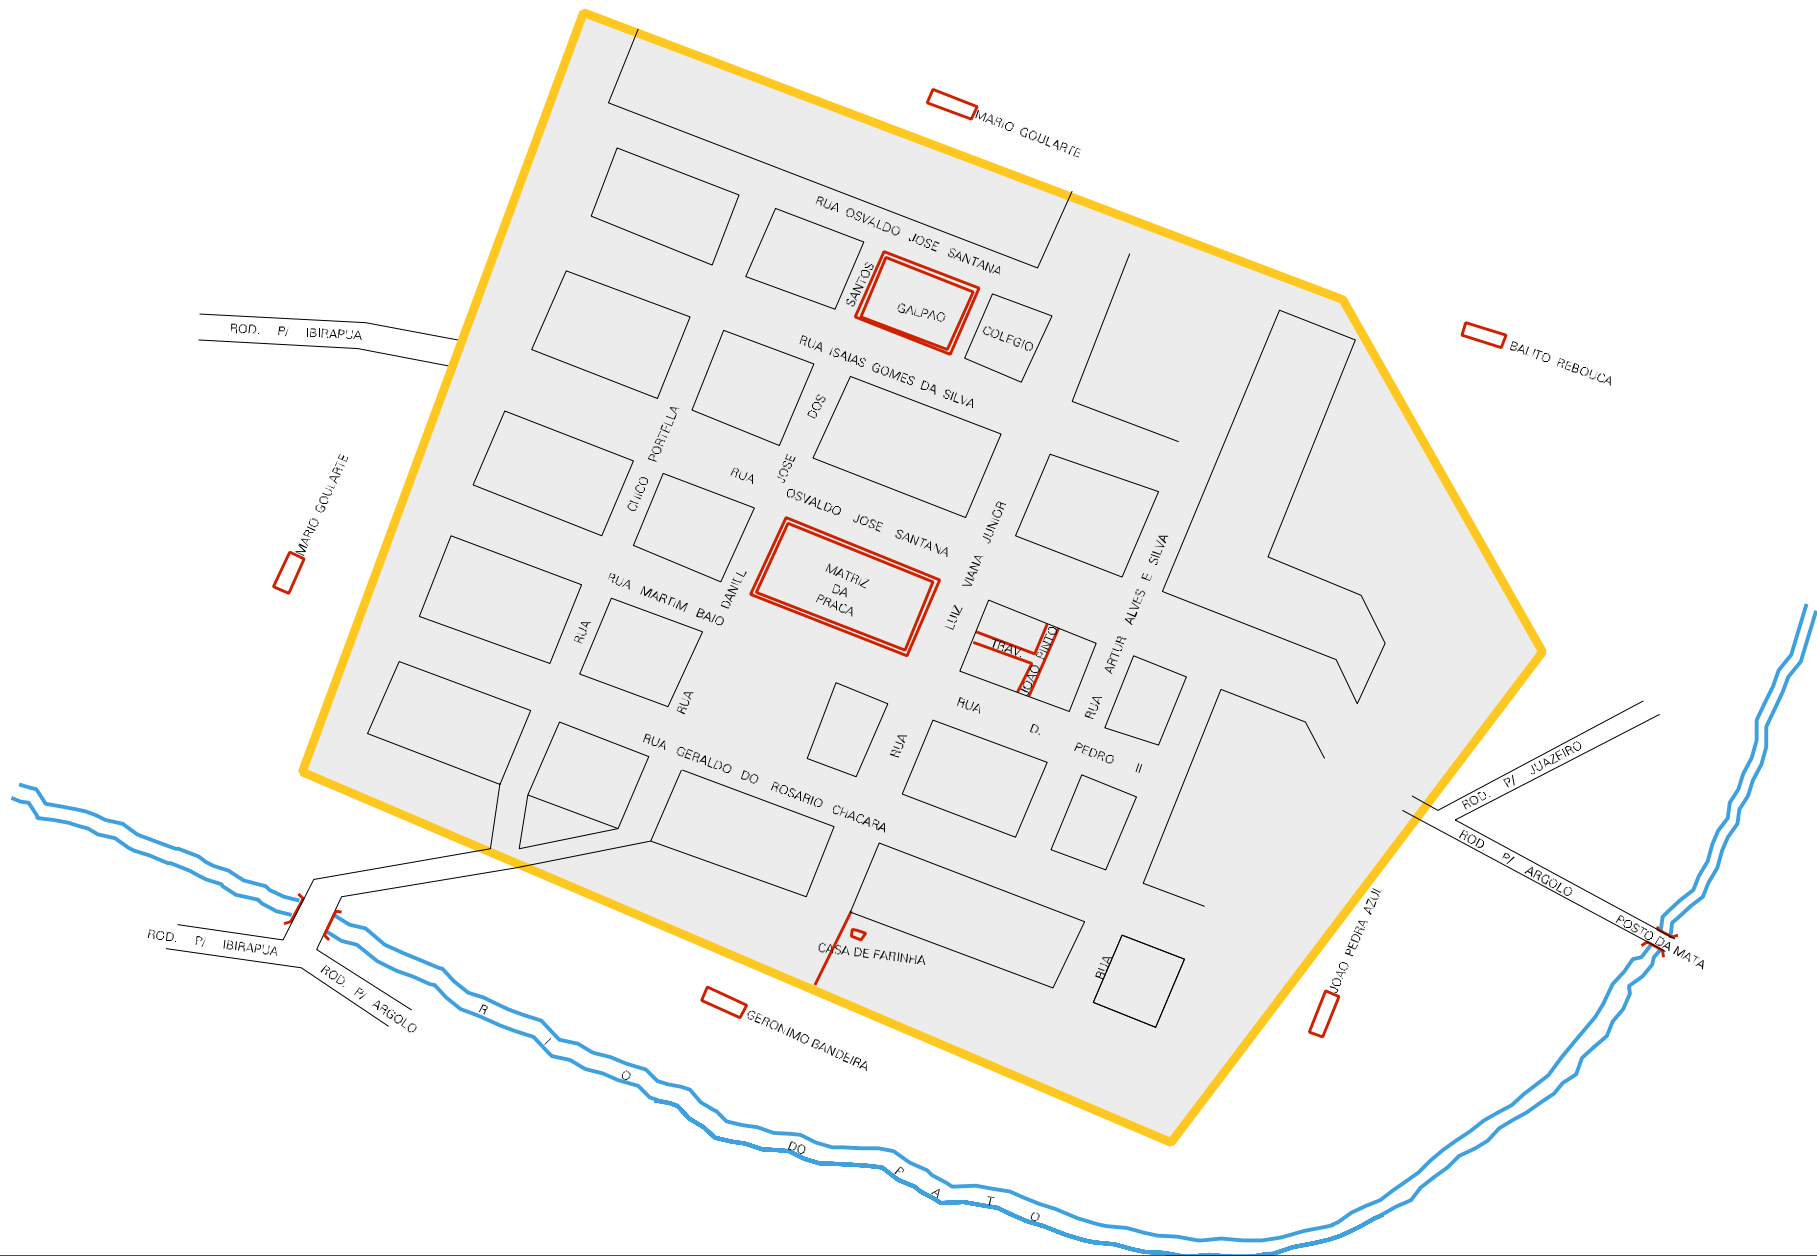 MARIO GOULARTE
RUA OSVALDO JOSE SANTANA
SANTOS
GALPAO
COLEGIO
ROD. P/ IBIRAPUA
RUA ISAIAS GOMES DA SILVA
BALITO REBOUCA
DOS
CHICO PORTELLA
JOSE
RUA
OSVALDO JOSE SANTANA
MARIO GOULARTE
LUIZ VIANA JUNIOR
ARTUR ALVES E SILVA
MATRIZ
DA
PRACA
DANIEL
RUA MARTIM BAIO
RUA
TRAV.
JOAO PINTO
RUA
RUA
RUA D. PEDRO II
RUA
RUA GERALDO DO ROSARIO CHACARA
ROD. P/ JUAZEIRO
ROD P/ ARGOLO
POSTO DA MATA
JOAO PEDRA AZUL
ROD. P/ IBIRAPUA
ROD. P/ ARGOLO
CASA DE FARINHA
RUA
GERONIMO BANDEIRA
RIO DO PATO